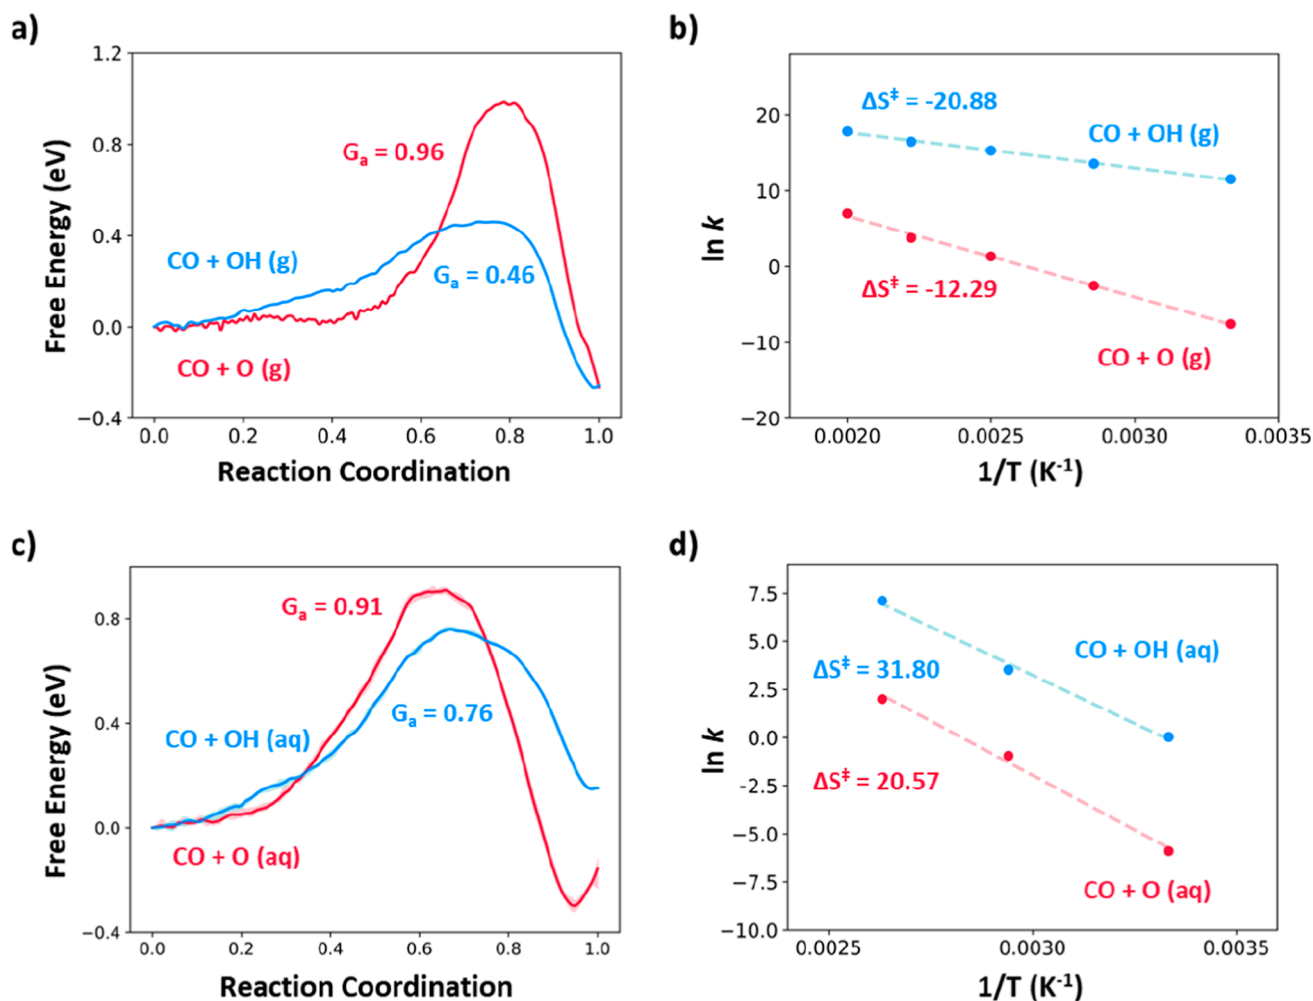 a)
1.2
0.8
0.4
0.0
−0.4
Free Energy (eV)
Gₐ = 0.96
CO + OH (g)
Gₐ = 0.46
CO + O (g)
0.0 0.2 0.4 0.6 0.8 1.0
Reaction Coordination
b)
20
10
0
−10
−20
ln k
ΔS‡ = -20.88
CO + OH (g)
ΔS‡ = -12.29
CO + O (g)
0.0020 0.0025 0.0030 0.0035
1/T (K⁻¹)
c)
0.8
0.4
0.0
−0.4
Free Energy (eV)
Gₐ = 0.91
Gₐ = 0.76
CO + OH (aq)
CO + O (aq)
0.0 0.2 0.4 0.6 0.8 1.0
Reaction Coordination
d)
7.5
5.0
2.5
0.0
−2.5
−5.0
−7.5
−10.0
ln k
CO + OH (aq)
ΔS‡ = 31.80
ΔS‡ = 20.57
CO + O (aq)
0.0025 0.0030 0.0035
1/T (K⁻¹)